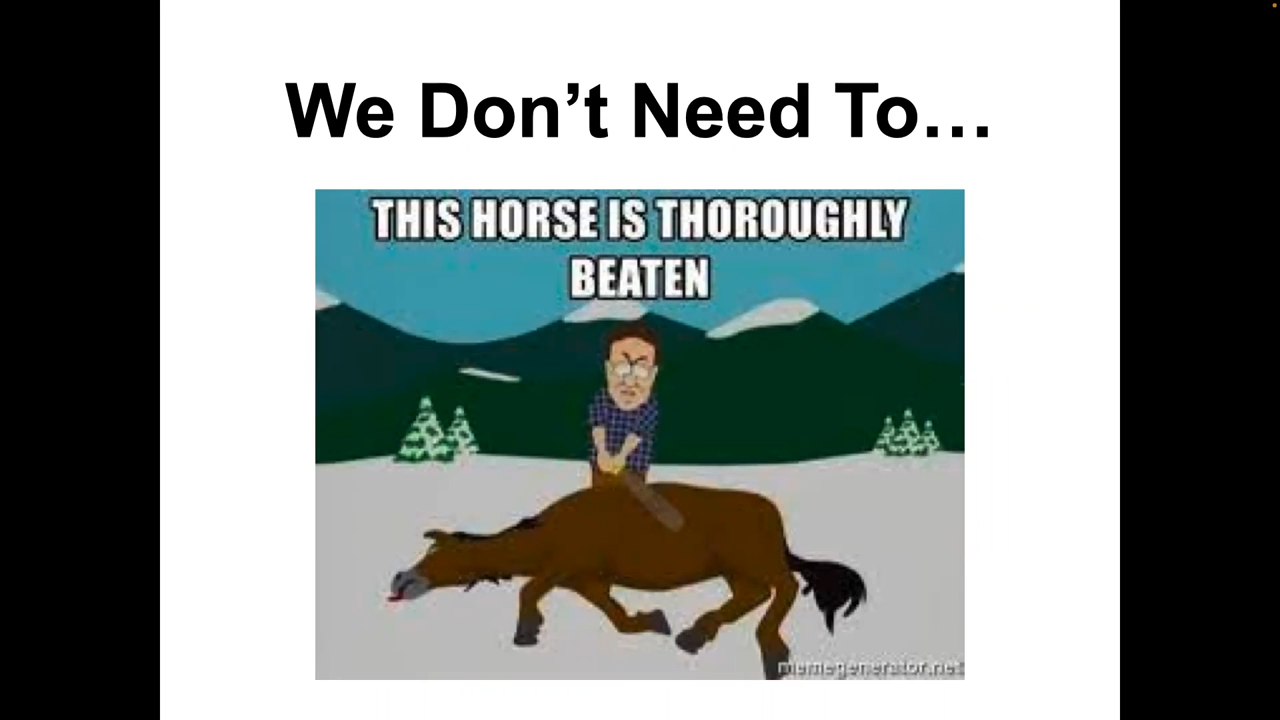 We Don’t Need To…
THIS HORSE IS THOROUGHLY
BEATEN
memegenerator.net